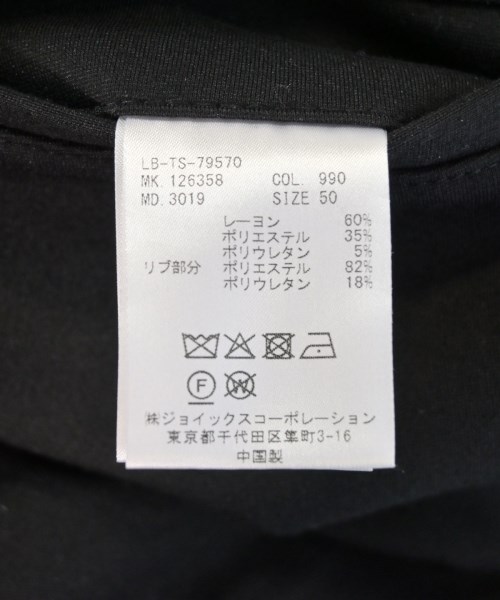 LB-TS-79570
MK. 126358 COL. 990
MD. 3019 SIZE 50
レーヨン 60%
ポリエステル 35%
ポリウレタン 5%
リブ部分 ポリエステル 82%
ポリウレタン 18%
F W
㈱ジョイックスコーポレーション
東京都千代田区隼町3-16
中国製